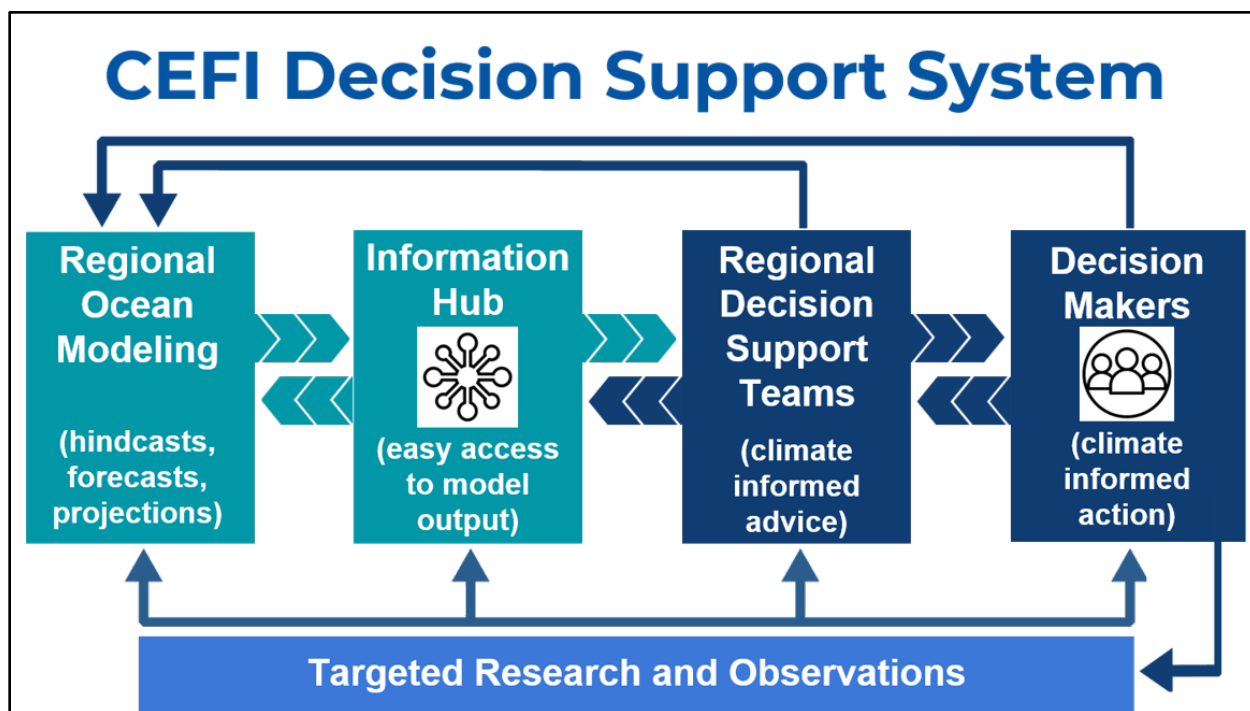 CEFI Decision Support System
Regional
Ocean
Modeling
(hindcasts,
forecasts,
projections)
Information
Hub
(easy access
to model
output)
Regional
Decision
Support
Teams
(climate
informed
advice)
Decision
Makers
(climate
informed
action)
Targeted Research and Observations